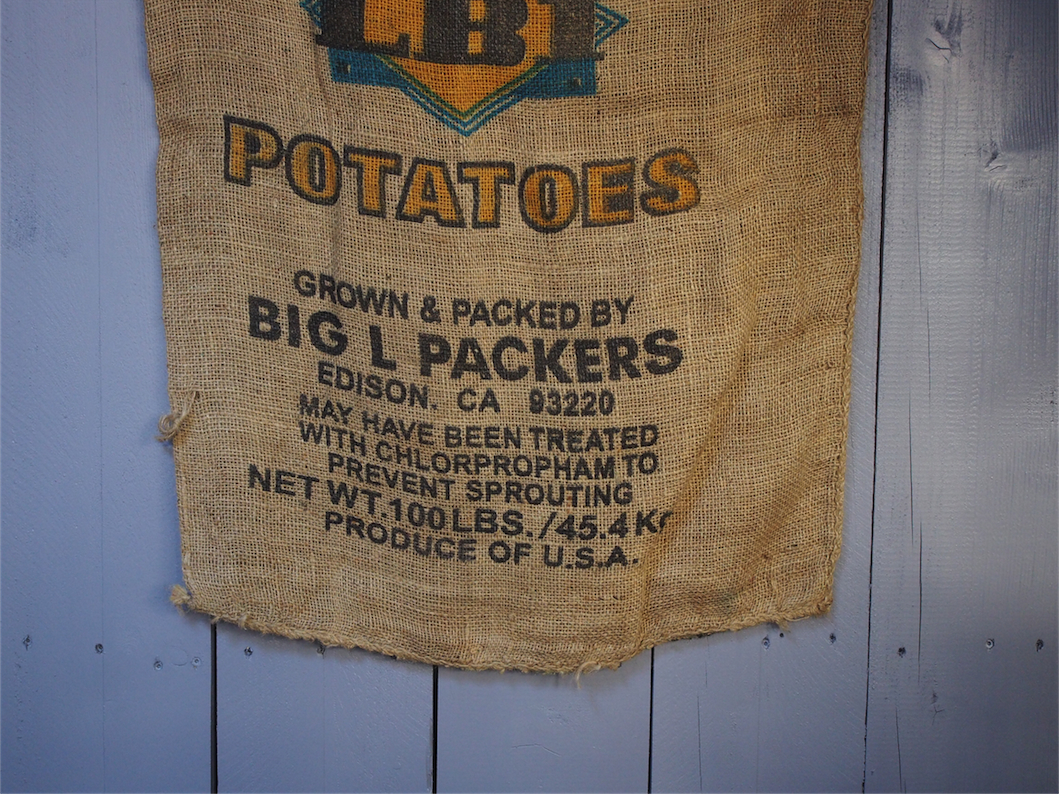 LBI
POTATOES
GROWN & PACKED BY
BIG L PACKERS
EDISON. CA 93220
MAY HAVE BEEN TREATED
WITH CHLORPROPHAM TO
PREVENT SPROUTING
NET WT.100 LBS./45.4 KG
PRODUCE OF U.S.A.